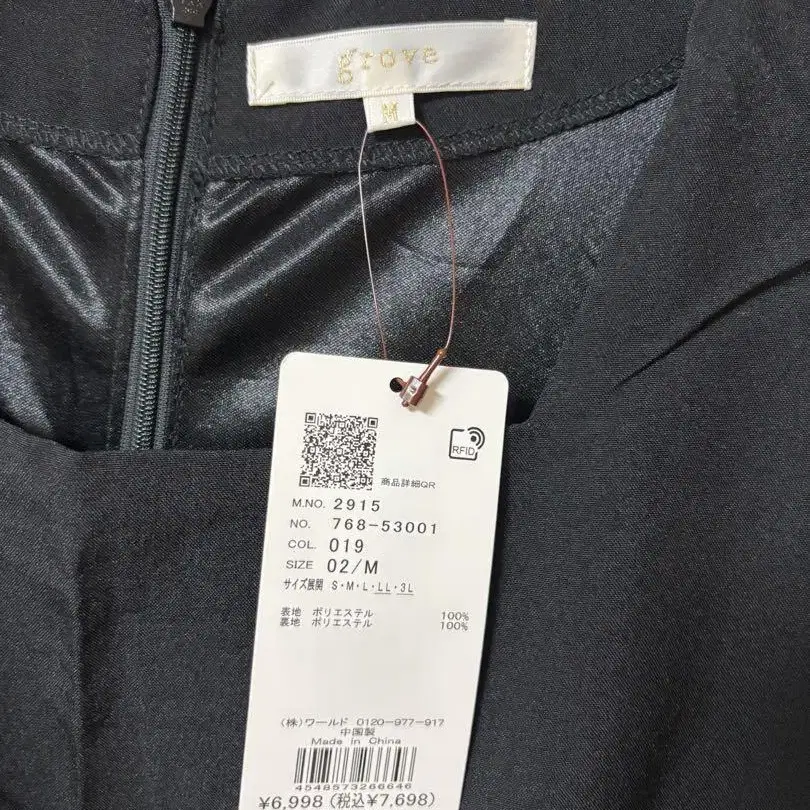 grove
M
RFID
商品詳細QR
M.NO. 2915
NO. 768-53001
COL. 019
SIZE 02/M
サイズ展開 S・M・L・LL・3L
表地 ポリエステル 100%
裏地 ポリエステル 100%
(株)ワールド 0120-977-917
中国製
Made in China
4548573266646
¥6,998(税込¥7,698)